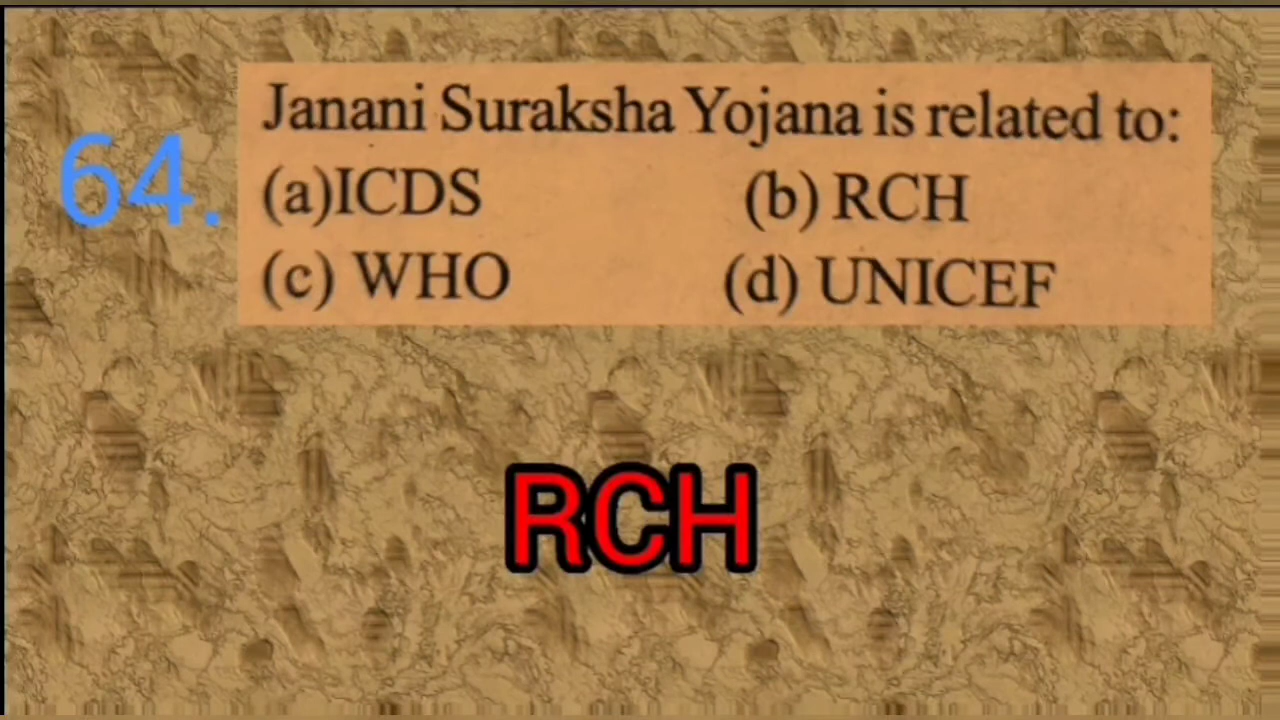 64.
Janani Suraksha Yojana is related to:
(a)ICDS (b) RCH
(c) WHO (d) UNICEF
RCH